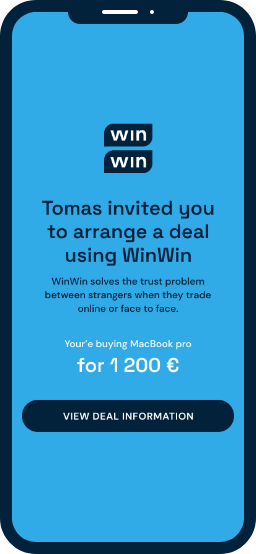 win
win
Tomas invited you
to arrange a deal
using WinWin
WinWin solves the trust problem
between strangers when they trade
online or face to face.
Your'e buying MacBook pro
for 1 200 €
VIEW DEAL INFORMATION